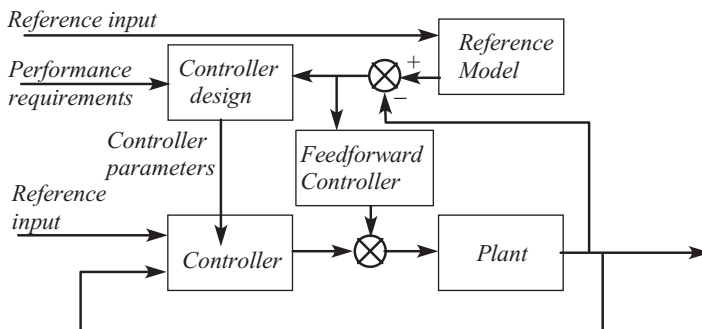 Reference input
Reference
Model
+
−
Performance
requirements
Controller
design
Controller
parameters
Feedforward
Controller
Reference
input
Controller
Plant